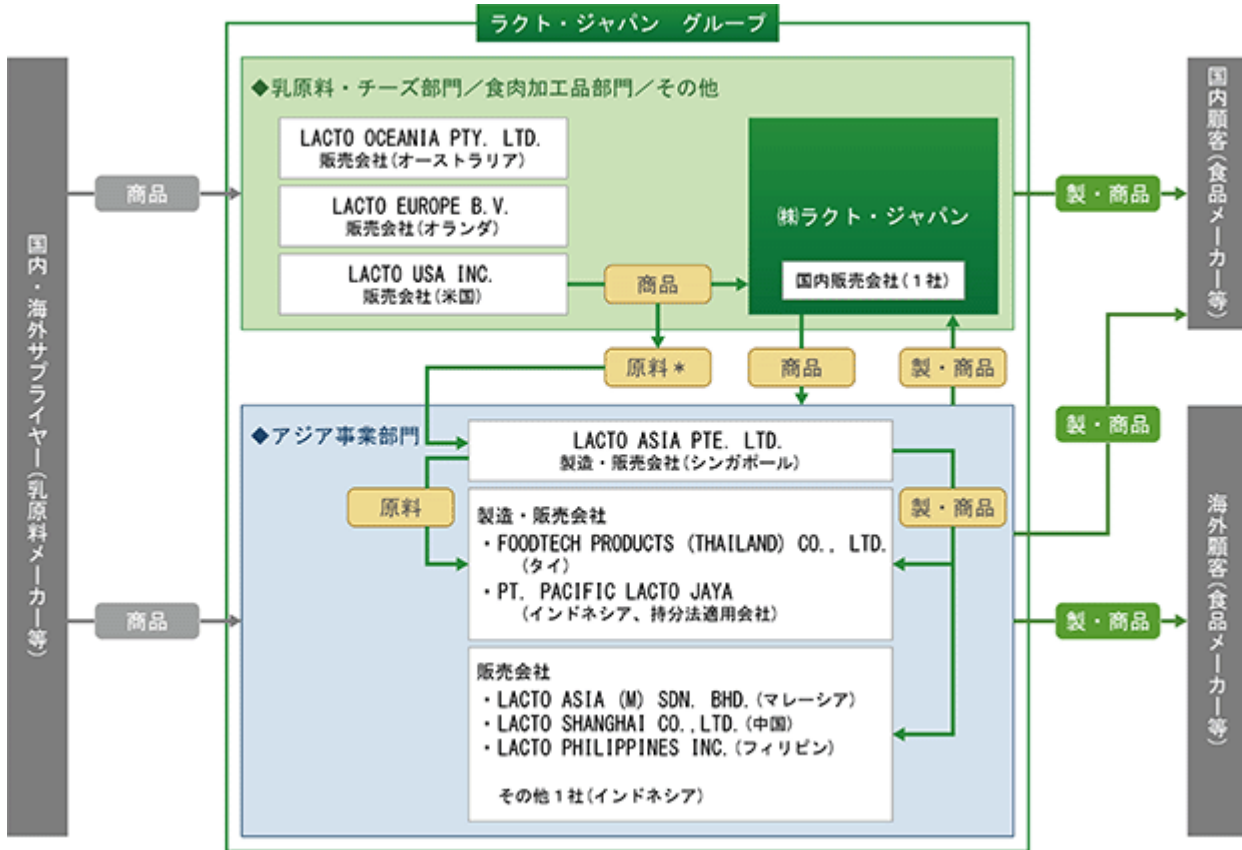 ラクト・ジャパン　グループ
国内・海外サプライヤー(乳原料メーカー等)
商品
商品
◆乳原料・チーズ部門／食肉加工品部門／その他
LACTO OCEANIA PTY. LTD.
販売会社(オーストラリア)
LACTO EUROPE B.V.
販売会社(オランダ)
LACTO USA INC.
販売会社(米国)
商品
㈱ラクト・ジャパン
国内販売会社(1社)
原料＊
商品
製・商品
◆アジア事業部門
LACTO ASIA PTE. LTD.
製造・販売会社(シンガポール)
原料
製・商品
製造・販売会社
・FOODTECH PRODUCTS (THAILAND) CO., LTD.
(タイ)
・PT. PACIFIC LACTO JAYA
(インドネシア、持分法適用会社)
販売会社
・LACTO ASIA (M) SDN. BHD.(マレーシア)
・LACTO SHANGHAI CO.,LTD.(中国)
・LACTO PHILIPPINES INC.(フィリピン)
その他1社(インドネシア)
製・商品
製・商品
製・商品
国内顧客(食品メーカー等)
海外顧客(食品メーカー等)